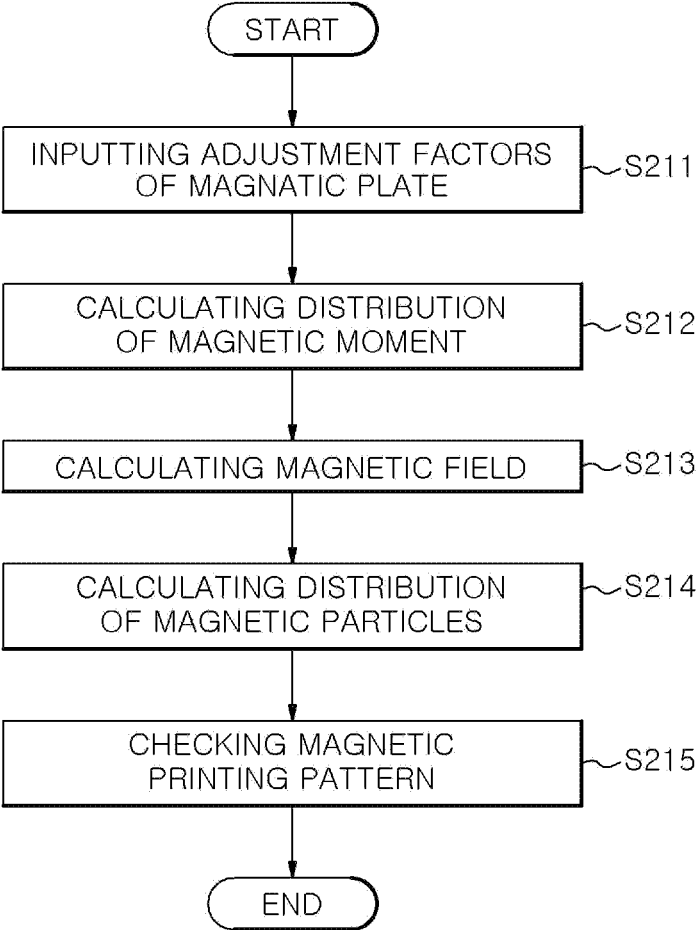 START
INPUTTING ADJUSTMENT FACTORS
OF MAGNATIC PLATE
S211
CALCULATING DISTRIBUTION
OF MAGNETIC MOMENT
S212
CALCULATING MAGNETIC FIELD
S213
CALCULATING DISTRIBUTION
OF MAGNETIC PARTICLES
S214
CHECKING MAGNETIC
PRINTING PATTERN
S215
END